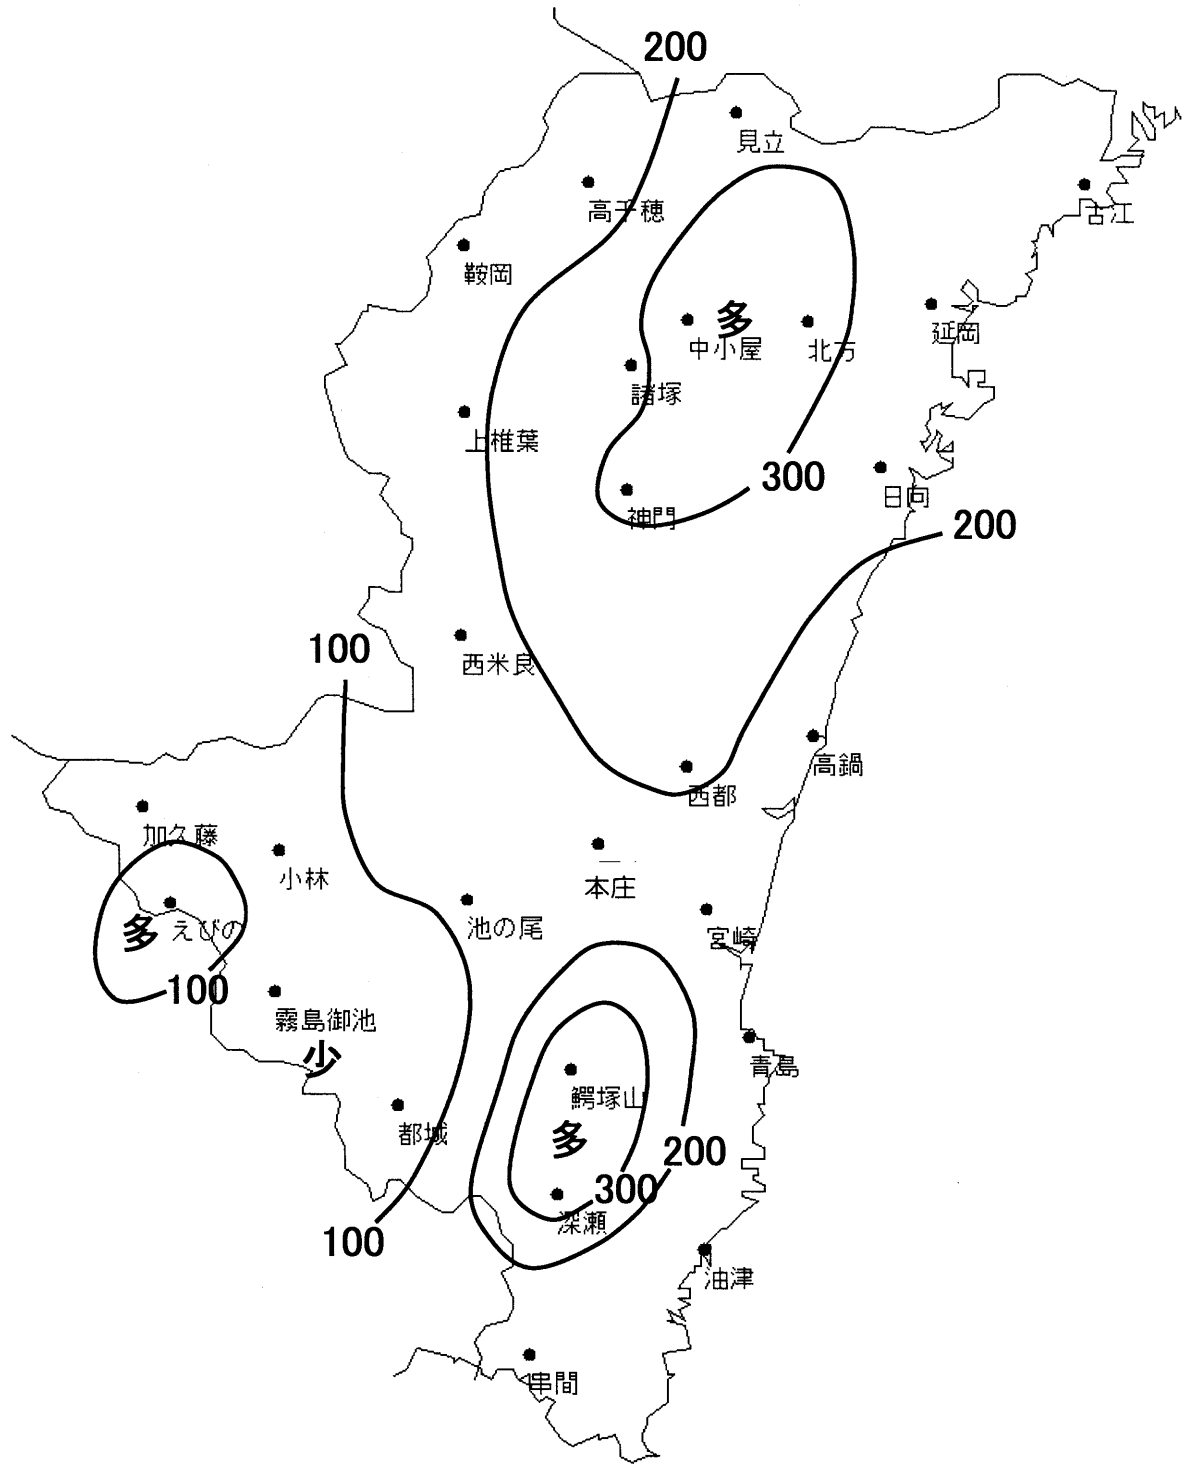 200
見立
高千穂
古江
鞍岡
多
中小屋
北方
延岡
諸塚
上椎葉
300
日向
神門
200
100
西米良
高鍋
西都
加久藤
小林
本庄
多
えびの
池の尾
宮崎
100
霧島御池
少
青島
鰐塚山
都城
多
200
300
深瀬
100
油津
串間